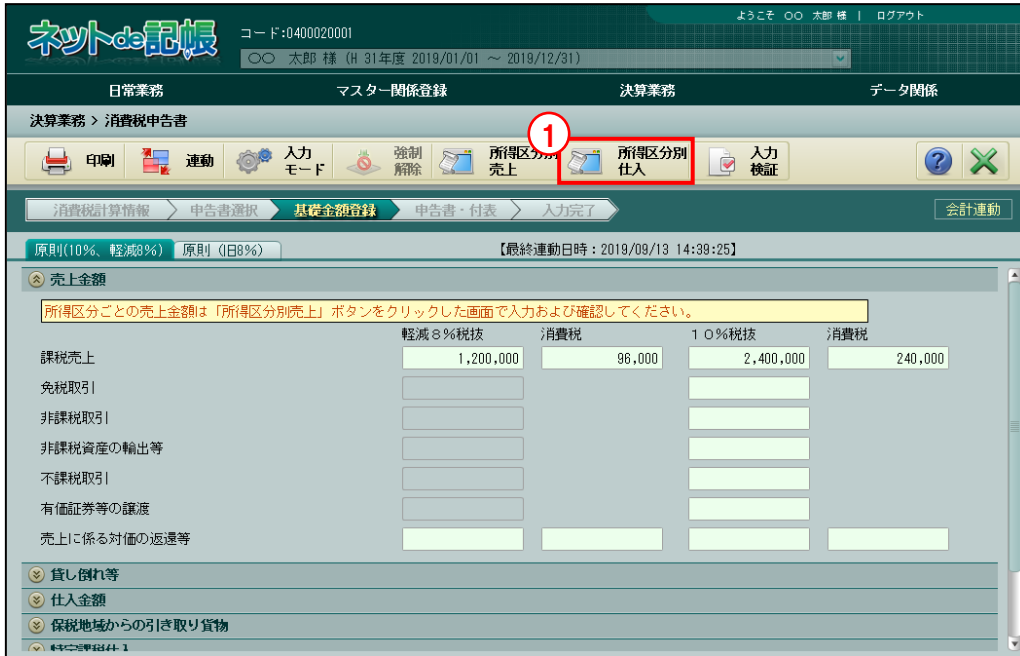 ようこそ ○○ 太郎 様 | ログアウト
ネットde記帳
コード:0400020001
○○ 太郎 様 (H 31年度 2019/01/01 ～ 2019/12/31)
日常業務 マスター関係登録 決算業務 データ関係
決算業務 > 消費税申告書
1
印刷 連動 入力モード 強制解除 所得区分別売上 所得区分別仕入 入力検証
消費税計算情報 申告書選択 基礎金額登録 申告書・付表 入力完了 会計連動
原則(10%、軽減8%) 原則 (旧8%) 【最終連動日時:2019/09/13 14:39:25】
売上金額
所得区分ごとの売上金額は「所得区分別売上」ボタンをクリックした画面で入力および確認してください。
軽減8%税抜 消費税 10%税抜 消費税
課税売上 1,200,000 96,000 2,400,000 240,000
免税取引
非課税取引
非課税資産の輸出等
不課税取引
有価証券等の譲渡
売上に係る対価の返還等
貸し倒れ等
仕入金額
保税地域からの引き取り貨物